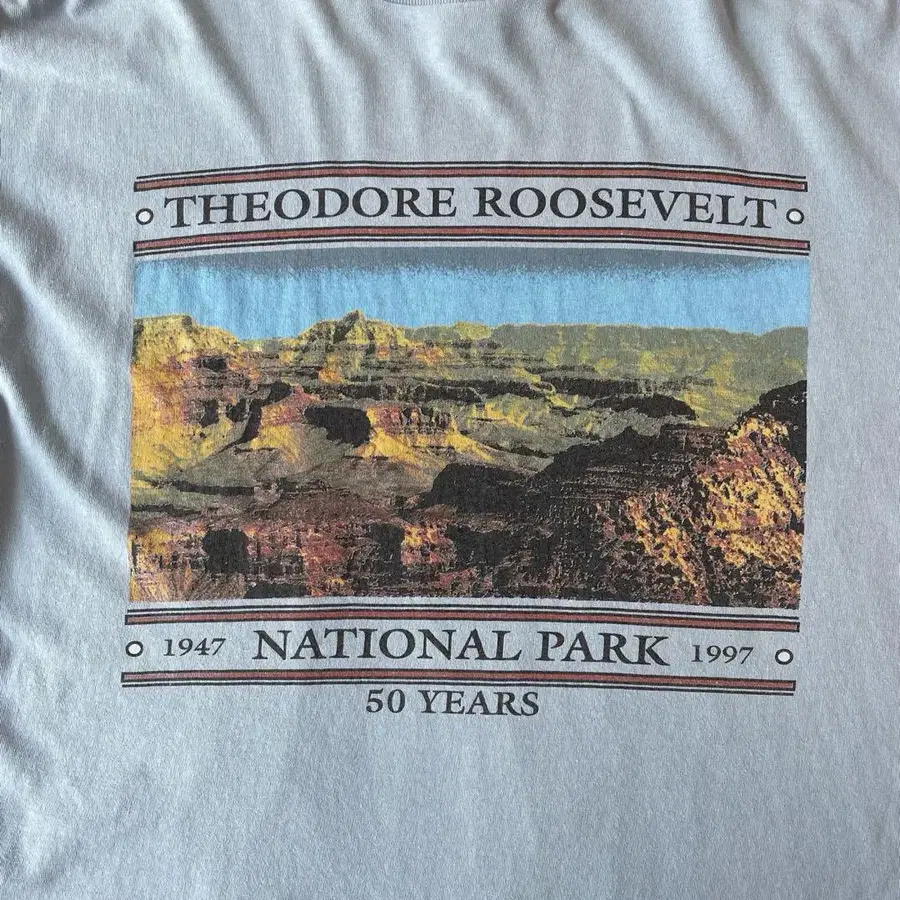 THEODORE ROOSEVELT
1947 NATIONAL PARK 1997
50 YEARS